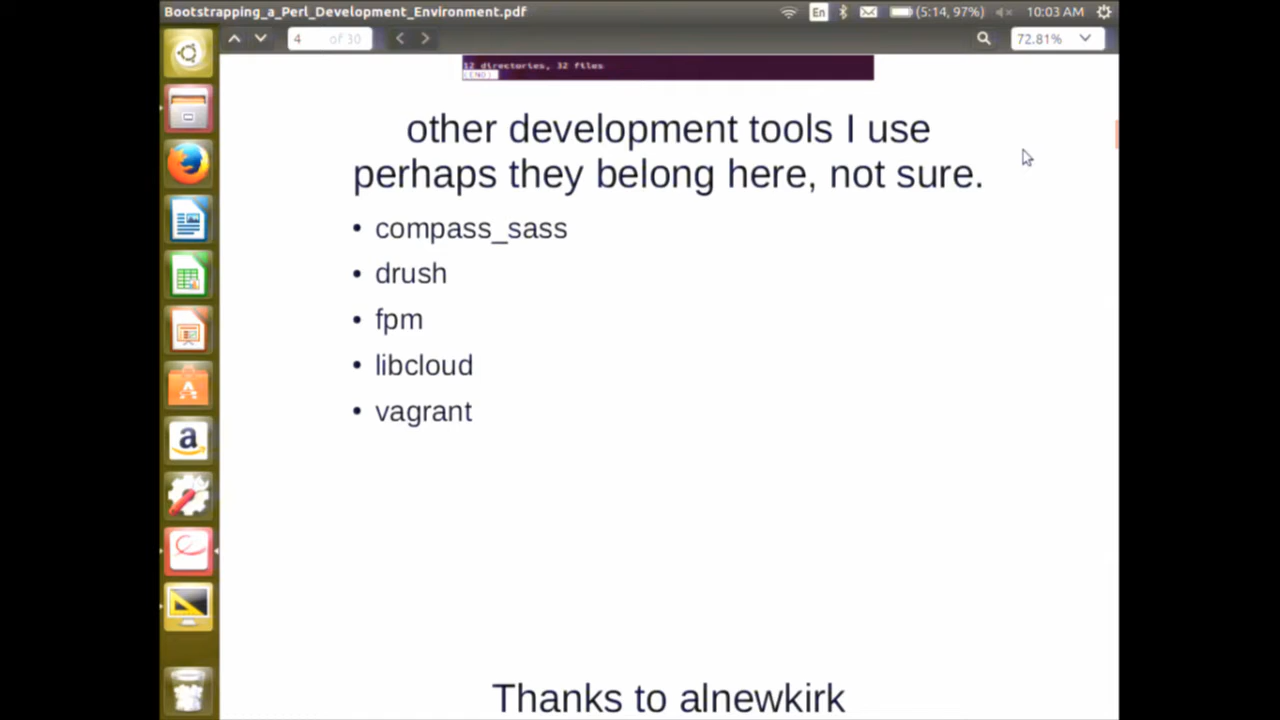 Bootstrapping_a_Perl_Development_Environment.pdf
En
(5:14, 97%)
10:03 AM
4 of 30
72.81%
12 directories, 32 files
(END)
other development tools I use
perhaps they belong here, not sure.
• compass_sass
• drush
• fpm
• libcloud
• vagrant
Thanks to alnewkirk